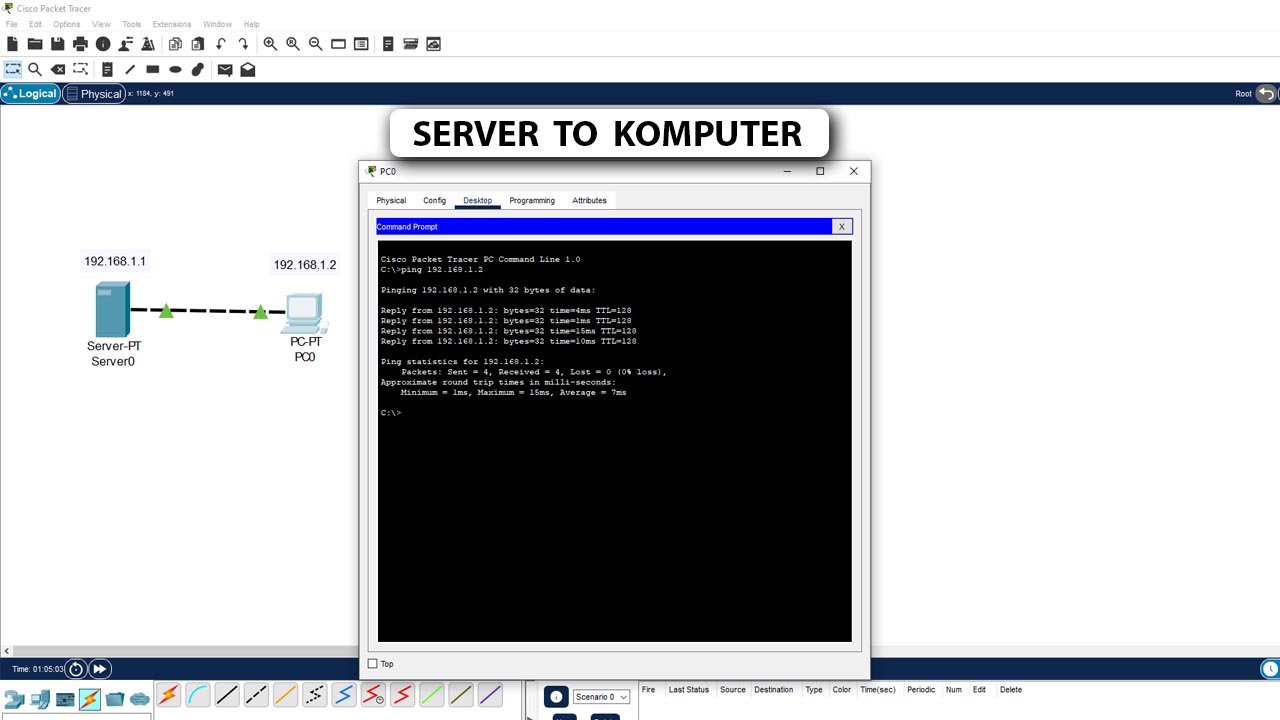 Cisco Packet Tracer
File Edit Options View Tools Extensions Window Help
Logical Physical x: 1184, y: 491 Root
SERVER TO KOMPUTER
PC0
Physical Config Desktop Programming Attributes
Command Prompt X
Cisco Packet Tracer PC Command Line 1.0
C:\>ping 192.168.1.2
Pinging 192.168.1.2 with 32 bytes of data:
Reply from 192.168.1.2: bytes=32 time=4ms TTL=128
Reply from 192.168.1.2: bytes=32 time=1ms TTL=128
Reply from 192.168.1.2: bytes=32 time=15ms TTL=128
Reply from 192.168.1.2: bytes=32 time=10ms TTL=128
Ping statistics for 192.168.1.2:
Packets: Sent = 4, Received = 4, Lost = 0 (0% loss),
Approximate round trip times in milli-seconds:
Minimum = 1ms, Maximum = 15ms, Average = 7ms
C:\>
Top
192.168.1.1
192.168.1.2
Server-PT
Server0
PC-PT
PC0
Time: 01:05:03
Scenario 0
Fire Last Status Source Destination Type Color Time(sec) Periodic Num Edit Delete